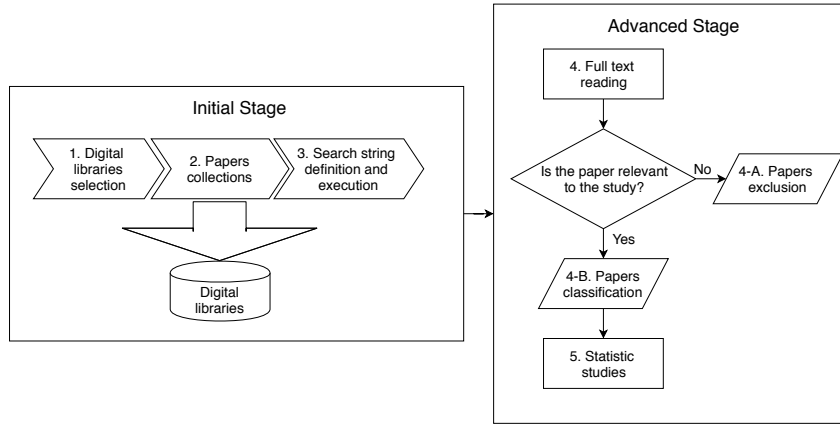 Initial Stage
1. Digital
libraries
selection
2. Papers
collections
3. Search string
definition and
execution
Digital
libraries
Advanced Stage
4. Full text
reading
Is the paper relevant
to the study?
No
4-A. Papers
exclusion
Yes
4-B. Papers
classification
5. Statistic
studies